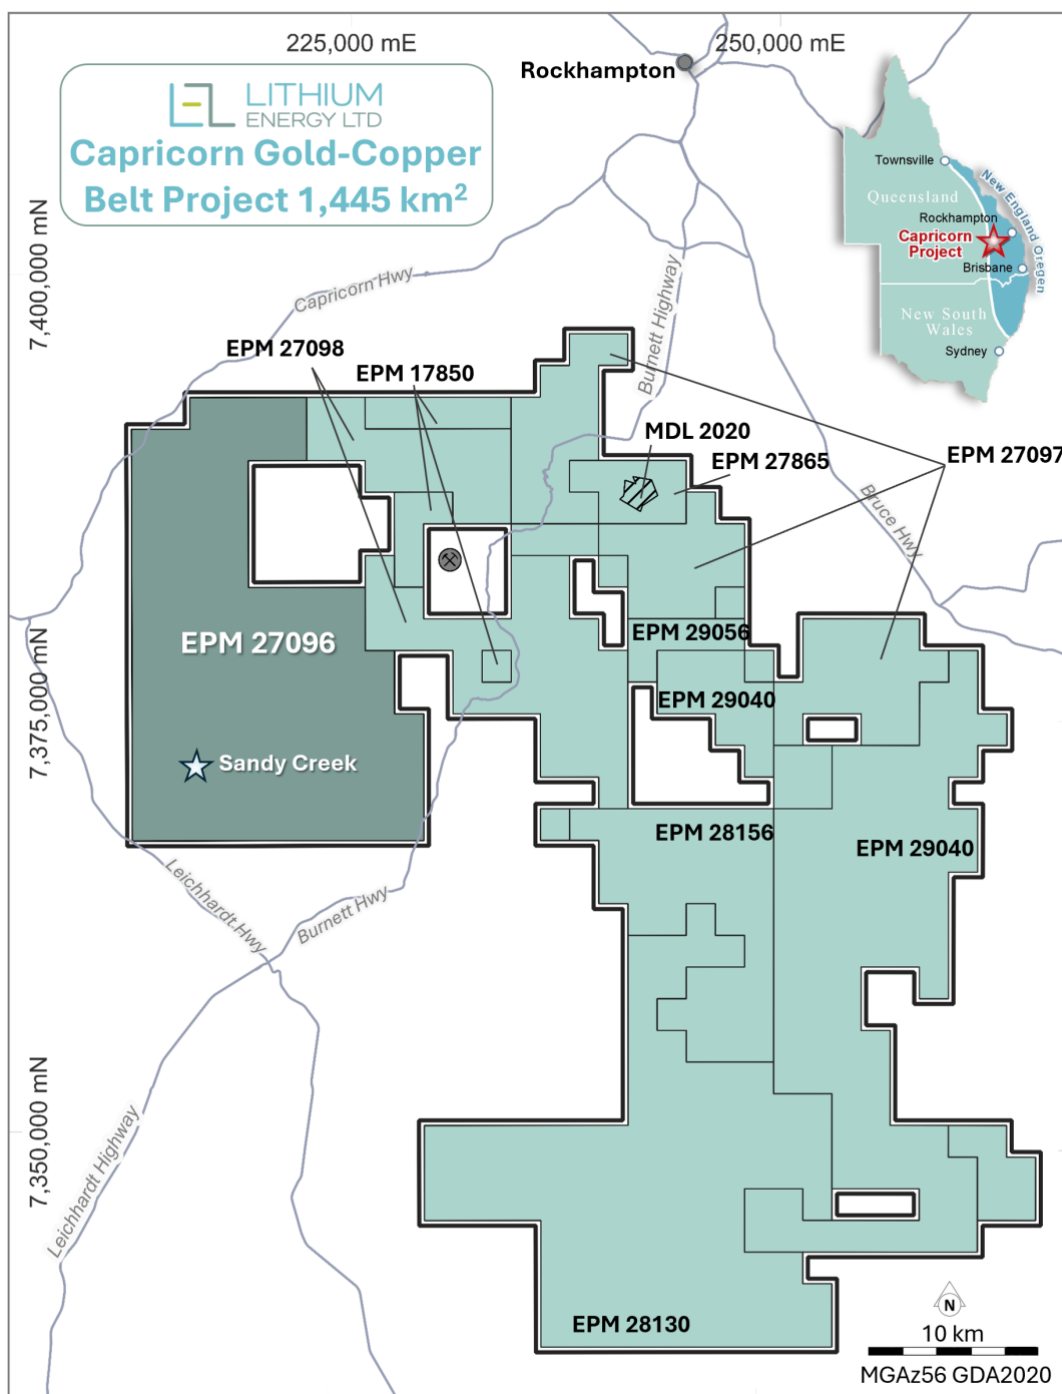 225,000 mE
250,000 mE
Rockhampton
LITHIUM
ENERGY LTD
Capricorn Gold-Copper
Belt Project 1,445 km²
Townsville
Queensland
New England Oregen
Rockhampton
Capricorn
Project
Brisbane
New South
Wales
Sydney
7,400,000 mN
Capricorn Hwy
Burnett Highway
EPM 27098
EPM 17850
MDL 2020
EPM 27865
EPM 27097
Bruce Hwy
EPM 27096
EPM 29056
EPM 29040
7,375,000 mN
Sandy Creek
EPM 28156
EPM 29040
Leichhardt Hwy
Burnett Hwy
7,350,000 mN
Leichhardt Highway
EPM 28130
N
10 km
MGAz56 GDA2020